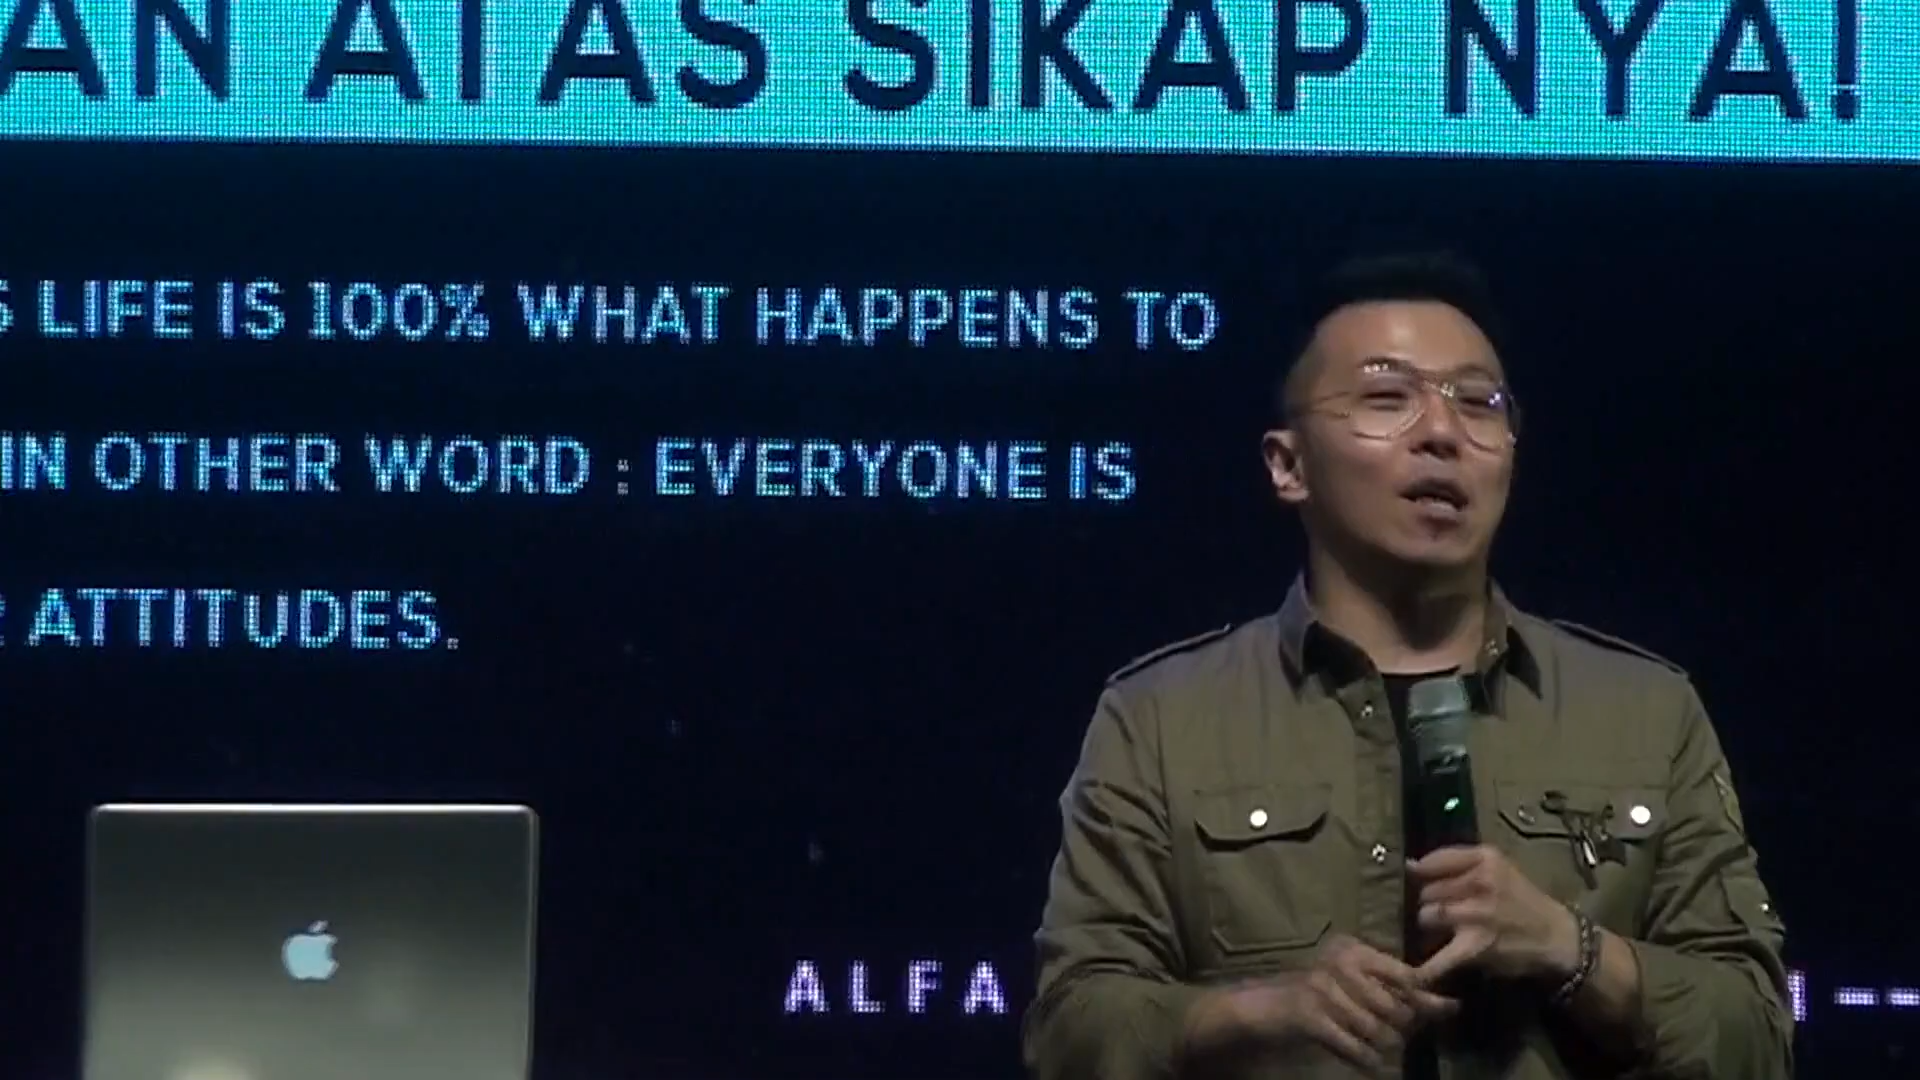 AN ATAS SIKAP NYA!
LIFE IS 100% WHAT HAPPENS TO
IN OTHER WORD : EVERYONE IS
ATTITUDES.
ALFA